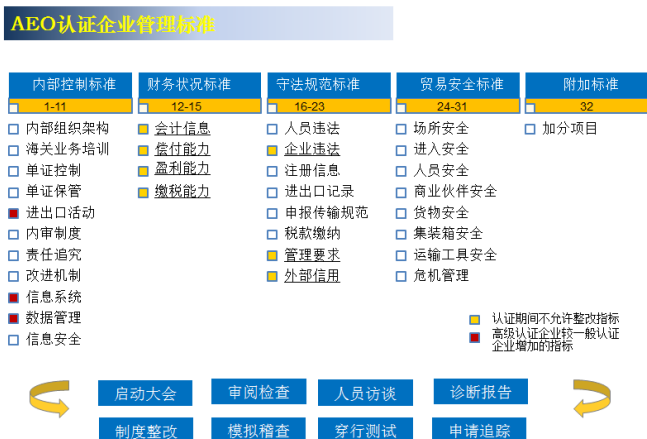 AEO认证企业管理标准
内部控制标准
1-11
内部组织架构
海关业务培训
单证控制
单证保管
进出口活动
内审制度
责任追究
改进机制
信息系统
数据管理
信息安全
财务状况标准
12-15
会计信息
偿付能力
盈利能力
缴税能力
守法规范标准
16-23
人员违法
企业违法
注册信息
进出口记录
申报传输规范
税款缴纳
管理要求
外部信用
贸易安全标准
24-31
场所安全
进入安全
人员安全
商业伙伴安全
货物安全
集装箱安全
运输工具安全
危机管理
附加标准
32
加分项目
认证期间不允许整改指标
高级认证企业较一般认证
企业增加的指标
启动大会 审阅检查 人员访谈 诊断报告
制度整改 模拟稽查 穿行测试 申请追踪